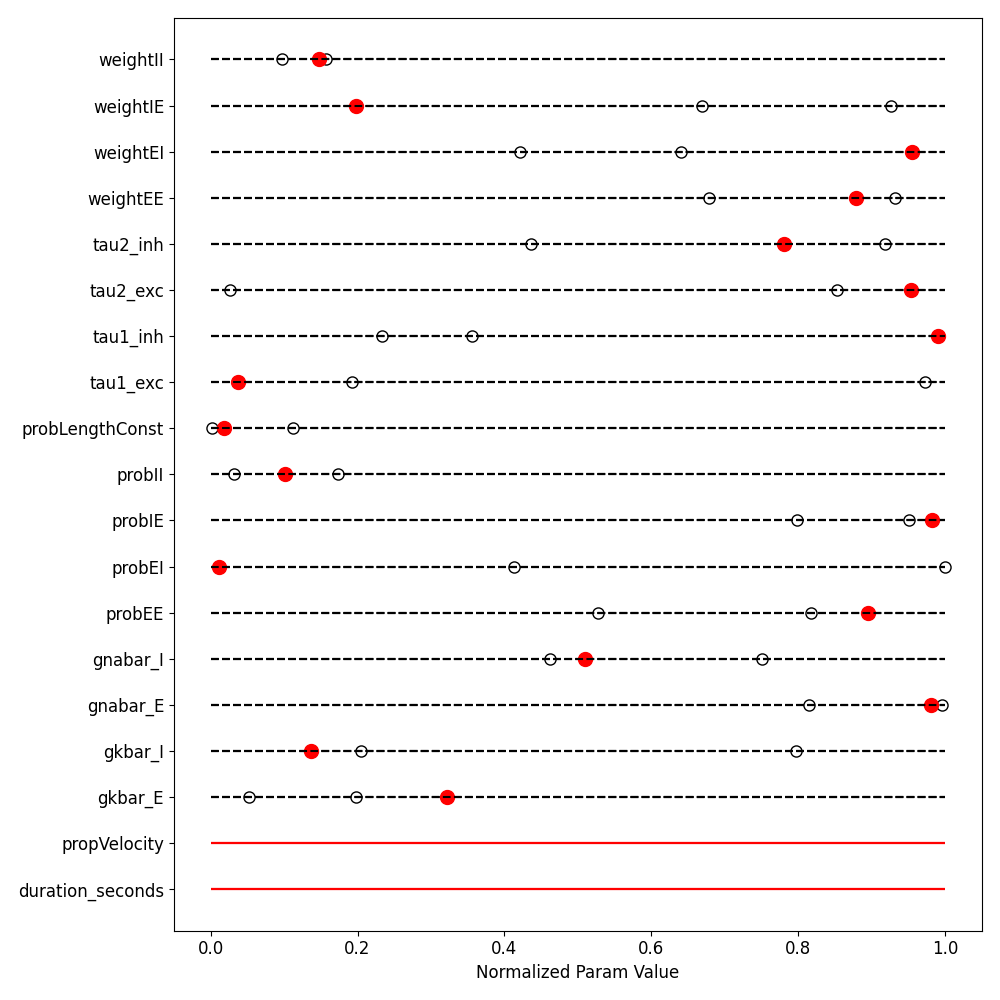 weightII
weightIE
weightEI
weightEE
tau2_inh
tau2_exc
tau1_inh
tau1_exc
probLengthConst
probII
probIE
probEI
probEE
gnabar_I
gnabar_E
gkbar_I
gkbar_E
propVelocity
duration_seconds
0.0 0.2 0.4 0.6 0.8 1.0
Normalized Param Value